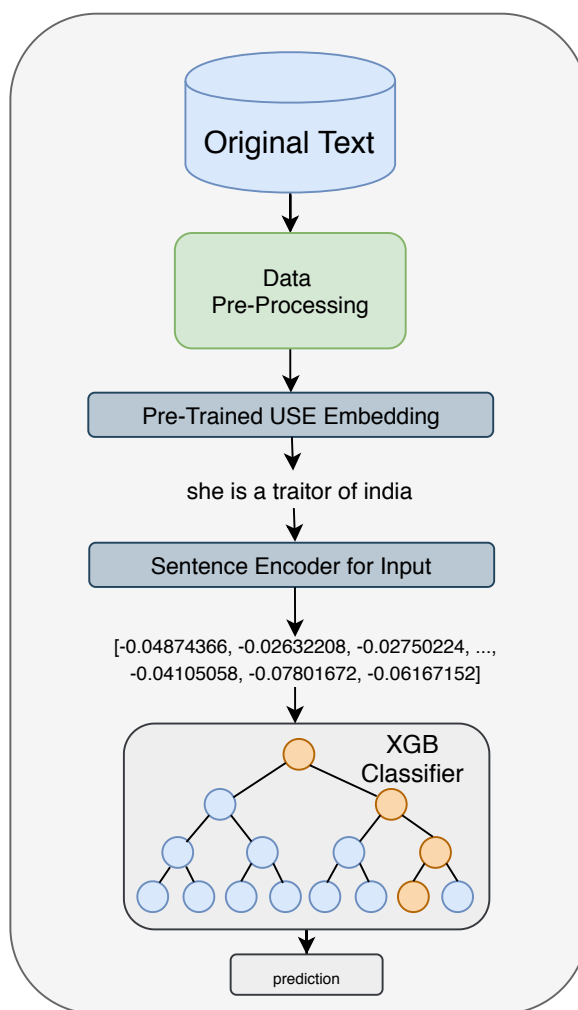 Original Text
Data
Pre-Processing
Pre-Trained USE Embedding
she is a traitor of india
Sentence Encoder for Input
[-0.04874366, -0.02632208, -0.02750224, ...,
-0.04105058, -0.07801672, -0.06167152]
XGB
Classifier
prediction